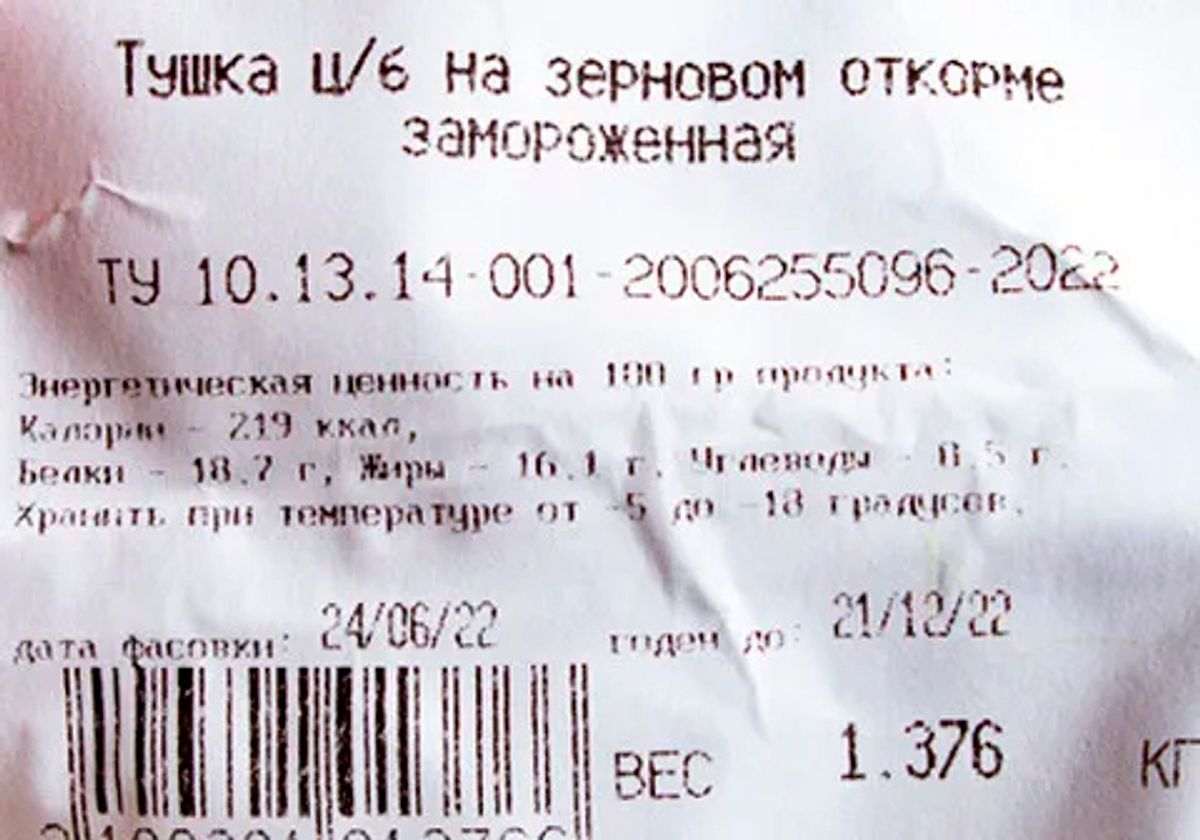 Тушка ц/б на зерновом откорме
замороженная
ТУ 10.13.14-001-2006255096-2022
Энергетическая ценность на 100 гр продукта:
Калории - 219 ккал,
Белки - 18.7 г, Жиры - 16.1 г. Углеводы - 8.5 г.
Хранить при температуре от -5 до -18 градусов.
дата фасовки: 24/06/22 годен до: 21/12/22
ВЕС 1.376 КГ